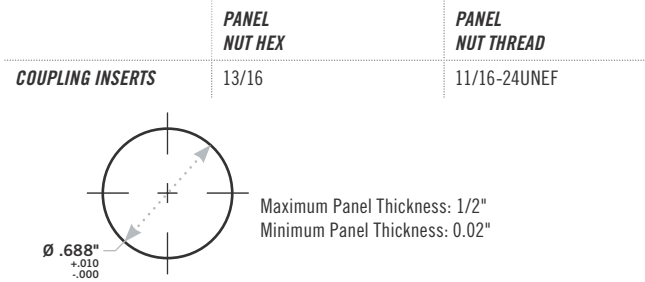 PANEL NUT HEX
PANEL NUT THREAD
COUPLING INSERTS 13/16 11/16-24UNEF
Maximum Panel Thickness: 1/2"
Minimum Panel Thickness: 0.02"
Ø .688"
+.010
-.000